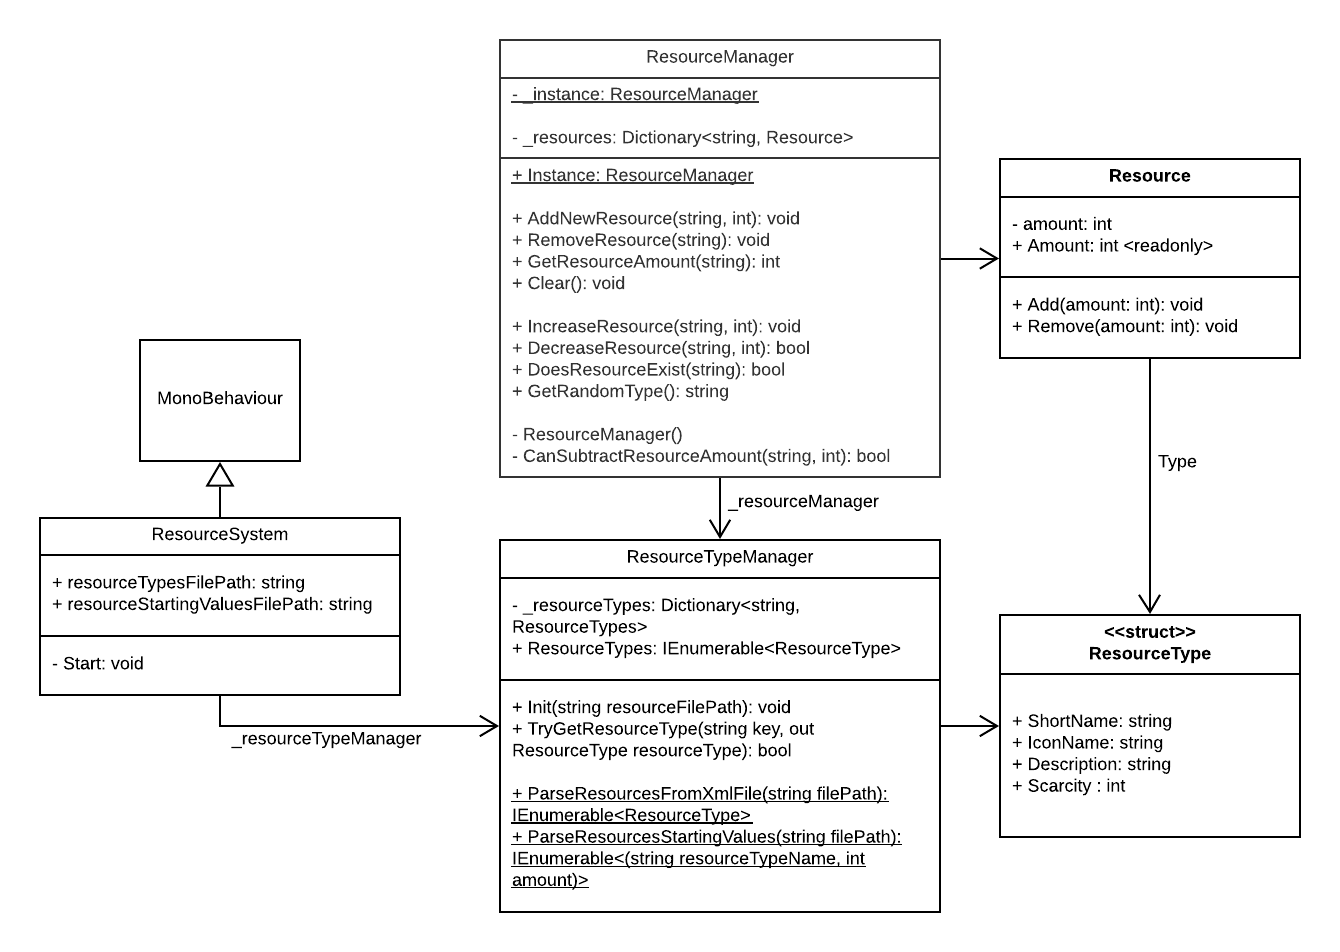 ResourceManager
- _instance: ResourceManager
- _resources: Dictionary<string, Resource>
+ Instance: ResourceManager
+ AddNewResource(string, int): void
+ RemoveResource(string): void
+ GetResourceAmount(string): int
+ Clear(): void
+ IncreaseResource(string, int): void
+ DecreaseResource(string, int): bool
+ DoesResourceExist(string): bool
+ GetRandomType(): string
- ResourceManager()
- CanSubtractResourceAmount(string, int): bool
Resource
- amount: int
+ Amount: int <readonly>
+ Add(amount: int): void
+ Remove(amount: int): void
MonoBehaviour
Type
_resourceManager
ResourceSystem
+ resourceTypesFilePath: string
+ resourceStartingValuesFilePath: string
- Start: void
_resourceTypeManager
ResourceTypeManager
- _resourceTypes: Dictionary<string,
ResourceTypes>
+ ResourceTypes: IEnumerable<ResourceType>
+ Init(string resourceFilePath): void
+ TryGetResourceType(string key, out
ResourceType resourceType): bool
+ ParseResourcesFromXmlFile(string filePath):
IEnumerable<ResourceType>
+ ParseResourcesStartingValues(string filePath):
IEnumerable<(string resourceTypeName, int
amount)>
<<struct>>
ResourceType
+ ShortName: string
+ IconName: string
+ Description: string
+ Scarcity : int